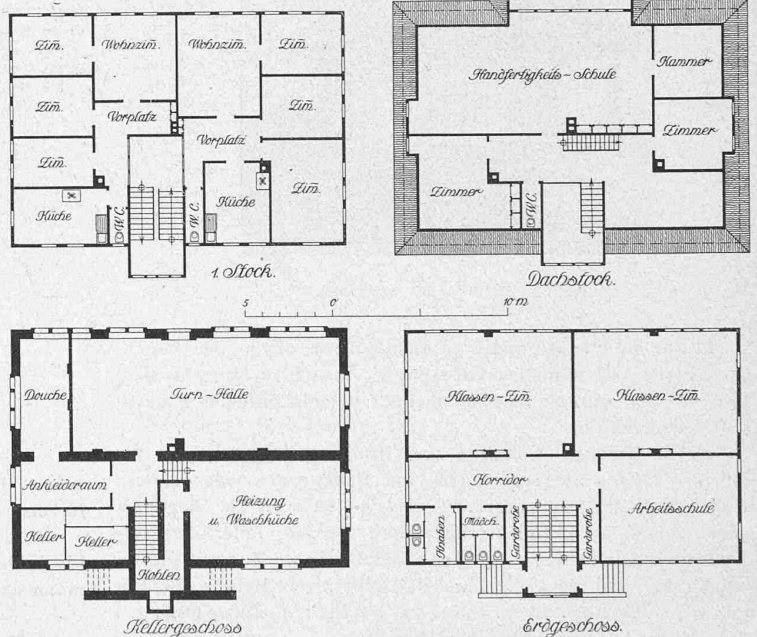 Zim̄.
Wohnzim̄.
Wohnzim̄.
Zim̄.
Zim̄.
Vorplatz
Zim̄.
Vorplatz
Zim̄.
Küche
W.C.
W.C.
Küche
Zim̄.
1. Stock.
Handfertigkeits-Schule
Kammer
Zimmer
Zimmer
W.C.
Dachstock.
5 0 10 m
Douche
Turn-Halle
Ankleideraum
Heizung
u. Waschküche
Keller
Keller
Kohlen
Kellergeschoss
Klassen-Zim̄.
Klassen-Zim̄.
Korridor
Arbeitsschule
Knaben
Mädch.
Garderobe
Garderobe
Erdgeschoss.